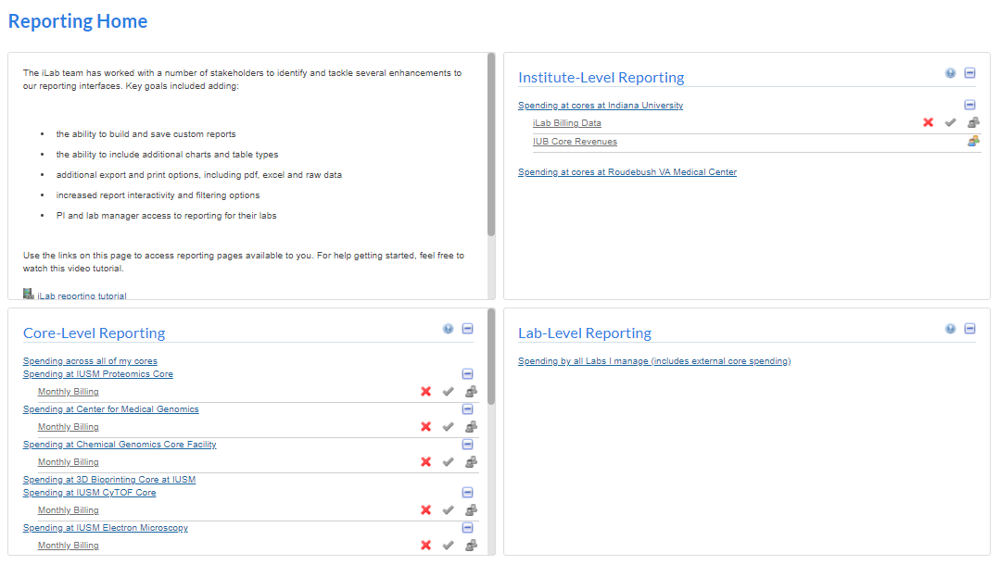 Reporting Home
The iLab team has worked with a number of stakeholders to identify and tackle several enhancements to
our reporting interfaces. Key goals included adding:
• the ability to build and save custom reports
• the ability to include additional charts and table types
• additional export and print options, including pdf, excel and raw data
• increased report interactivity and filtering options
• PI and lab manager access to reporting for their labs
Use the links on this page to access reporting pages available to you. For help getting started, feel free to
watch this video tutorial.
iLab reporting tutorial
Institute-Level Reporting
Spending at cores at Indiana University
iLab Billing Data
IUB Core Revenues
Spending at cores at Roudebush VA Medical Center
Core-Level Reporting
Spending across all of my cores
Spending at IUSM Proteomics Core
Monthly Billing
Spending at Center for Medical Genomics
Monthly Billing
Spending at Chemical Genomics Core Facility
Monthly Billing
Spending at 3D Bioprinting Core at IUSM
Spending at IUSM CyTOF Core
Monthly Billing
Spending at IUSM Electron Microscopy
Monthly Billing
Lab-Level Reporting
Spending by all Labs I manage (includes external core spending)